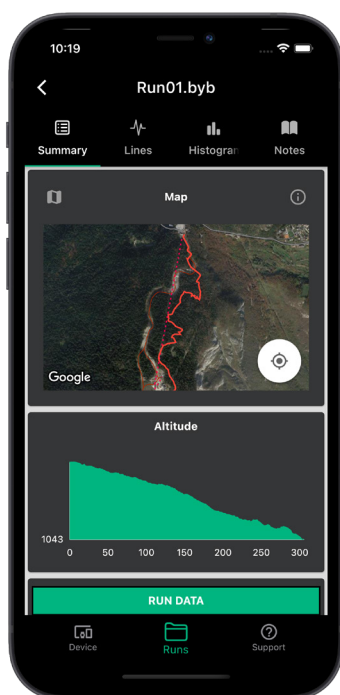 10:19
Run01.byb
Summary
Lines
Histogran
Notes
Map
Google
Altitude
1043
0 50 100 150 200 250 300
RUN DATA
Device
Runs
Support